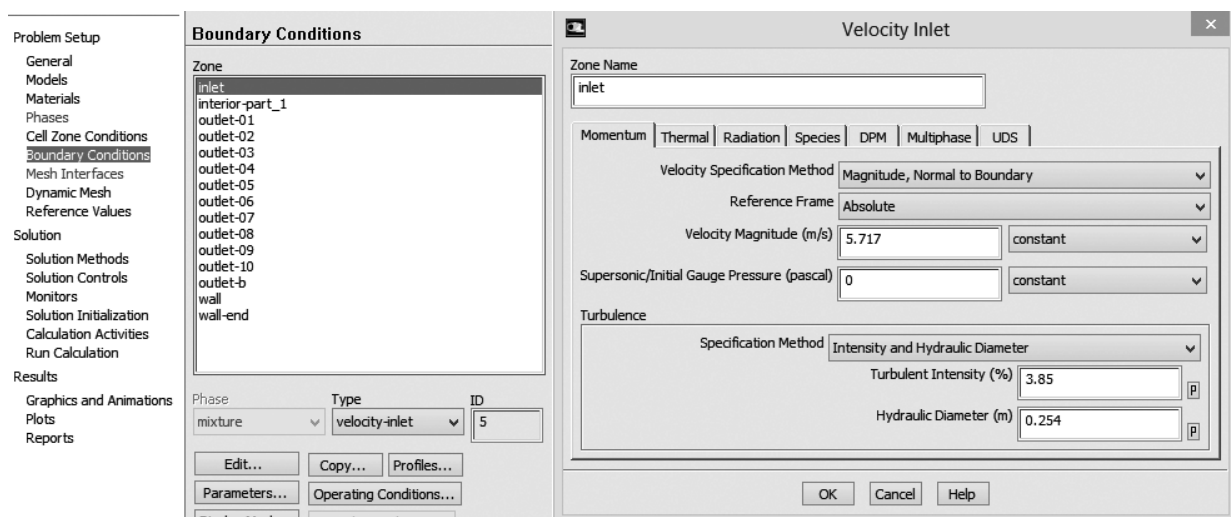 Problem Setup
General
Models
Materials
Phases
Cell Zone Conditions
Boundary Conditions
Mesh Interfaces
Dynamic Mesh
Reference Values
Solution
Solution Methods
Solution Controls
Monitors
Solution Initialization
Calculation Activities
Run Calculation
Results
Graphics and Animations
Plots
Reports
Boundary Conditions
Zone
inlet
interior-part_1
outlet-01
outlet-02
outlet-03
outlet-04
outlet-05
outlet-06
outlet-07
outlet-08
outlet-09
outlet-10
outlet-b
wall
wall-end
Phase Type ID
mixture velocity-inlet 5
Edit... Copy... Profiles...
Parameters... Operating Conditions...
Velocity Inlet
Zone Name
inlet
Momentum Thermal Radiation Species DPM Multiphase UDS
Velocity Specification Method Magnitude, Normal to Boundary
Reference Frame Absolute
Velocity Magnitude (m/s) 5.717 constant
Supersonic/Initial Gauge Pressure (pascal) 0 constant
Turbulence
Specification Method Intensity and Hydraulic Diameter
Turbulent Intensity (%) 3.85 P
Hydraulic Diameter (m) 0.254 P
OK Cancel Help